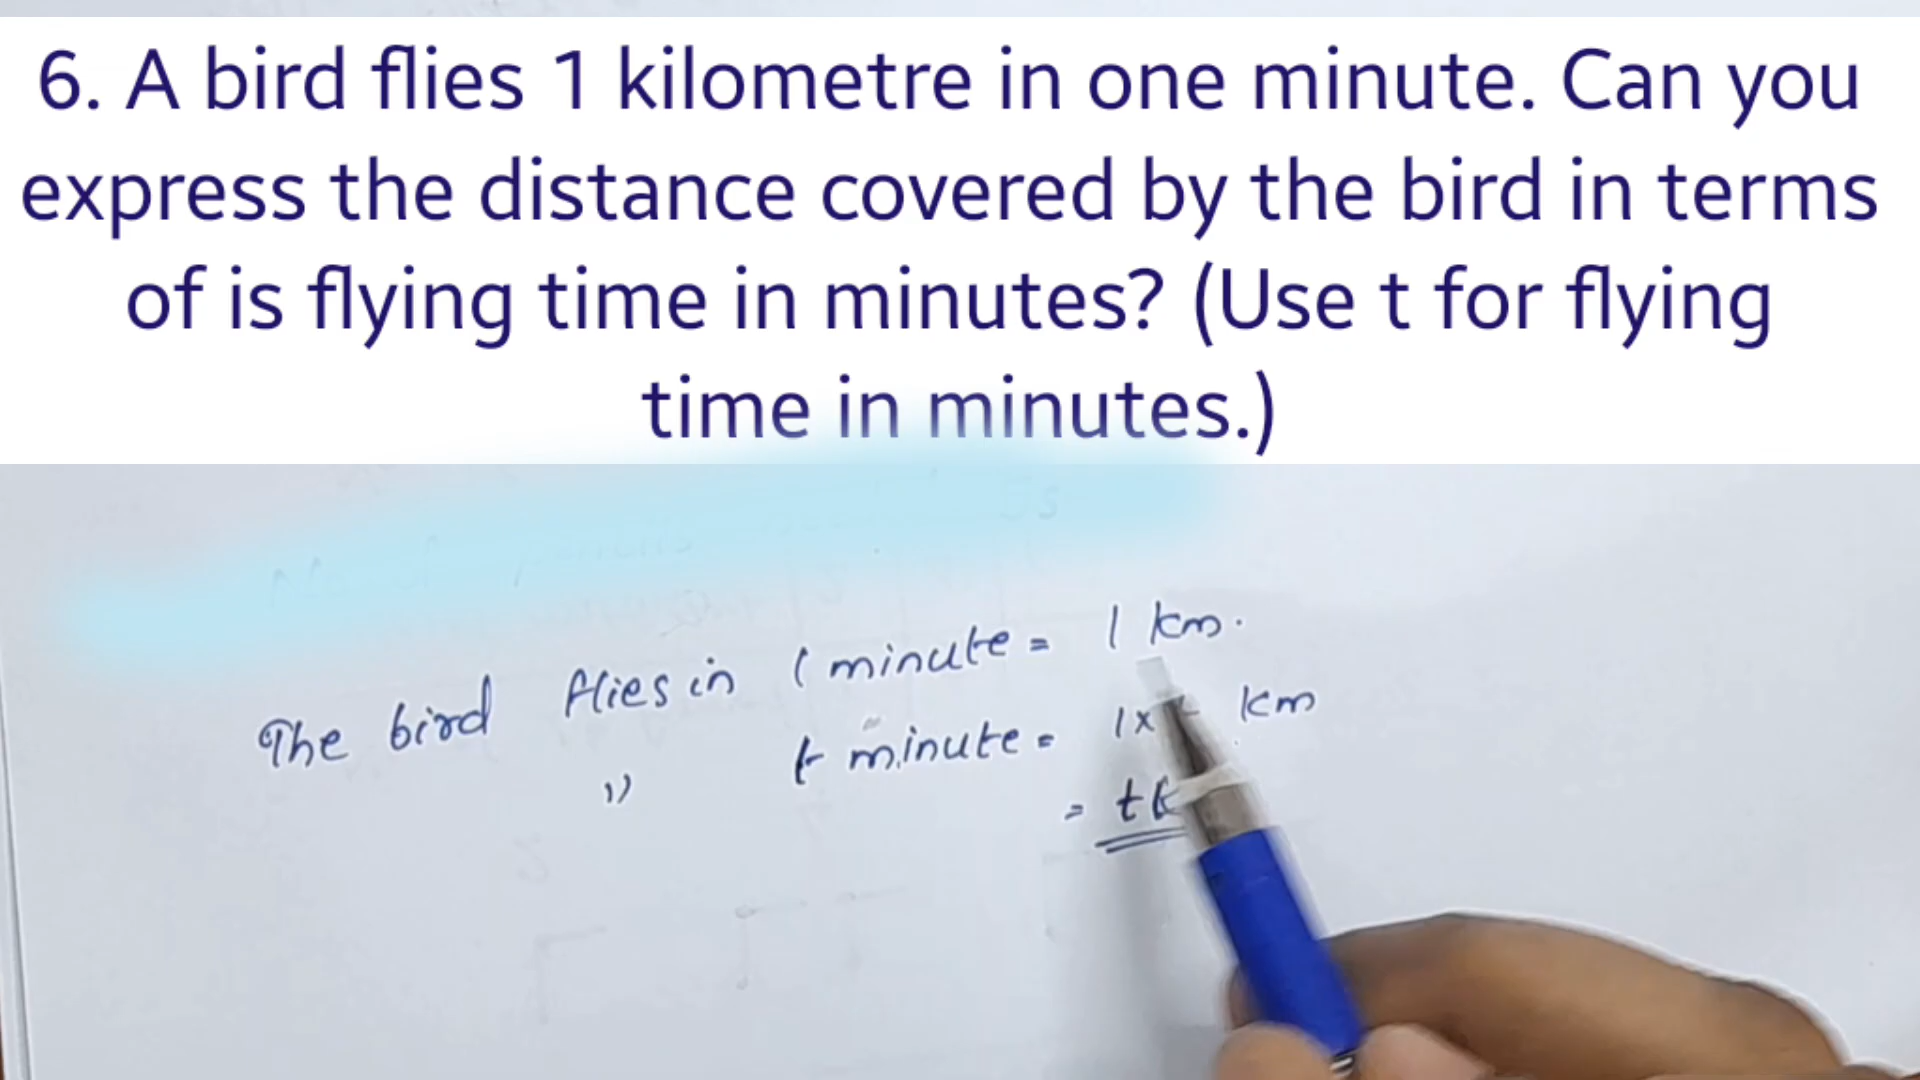 6. A bird flies 1 kilometre in one minute. Can you
express the distance covered by the bird in terms
of is flying time in minutes? (Use t for flying
time in minutes.)
The bird flies in 1 minute = 1 km.
" t minute = 1 x km
= t k